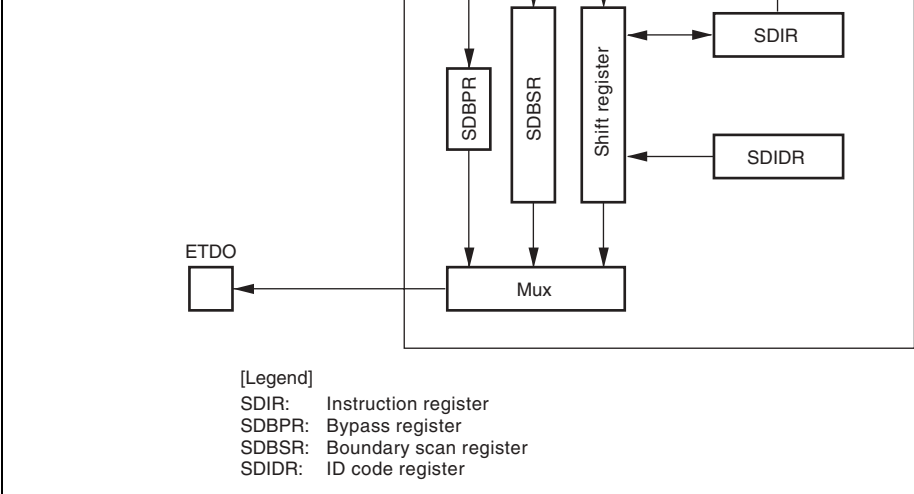 SDIR
SDBPR
SDBSR
Shift register
SDIDR
ETDO
Mux
[Legend]
SDIR: Instruction register
SDBPR: Bypass register
SDBSR: Boundary scan register
SDIDR: ID code register